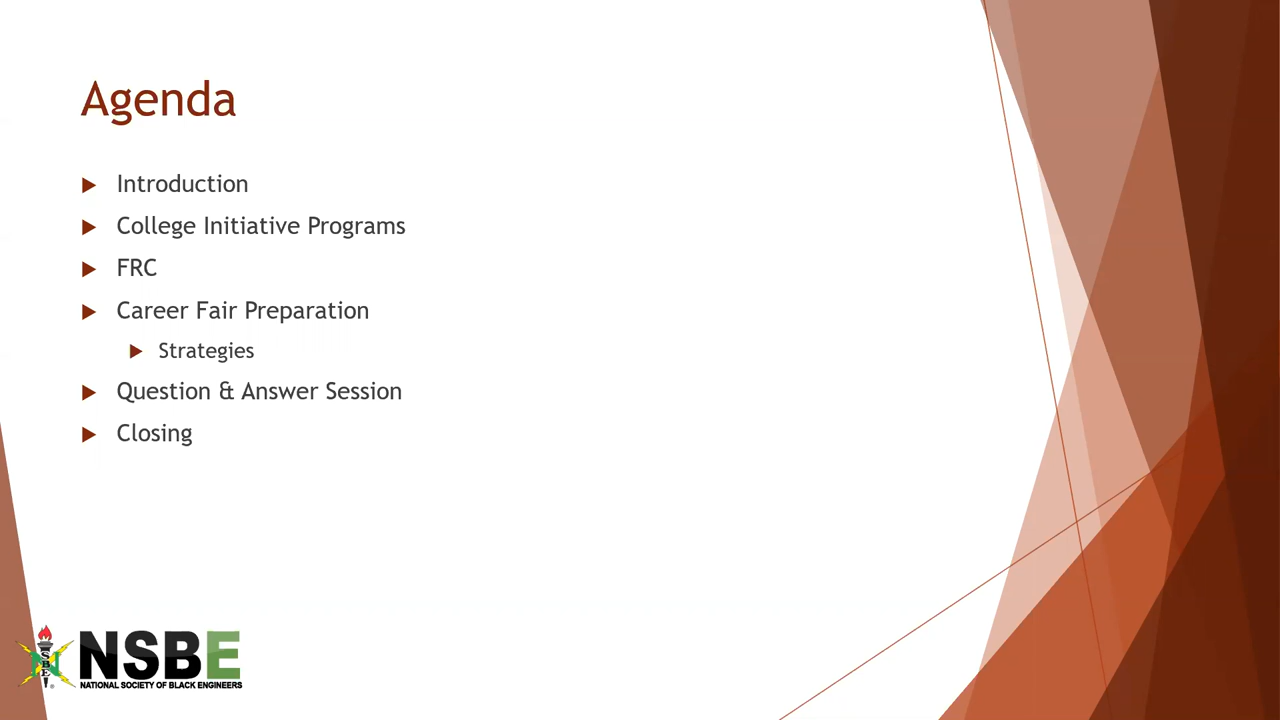 Agenda
Introduction
College Initiative Programs
FRC
Career Fair Preparation
Strategies
Question & Answer Session
Closing
NSBE
NATIONAL SOCIETY OF BLACK ENGINEERS